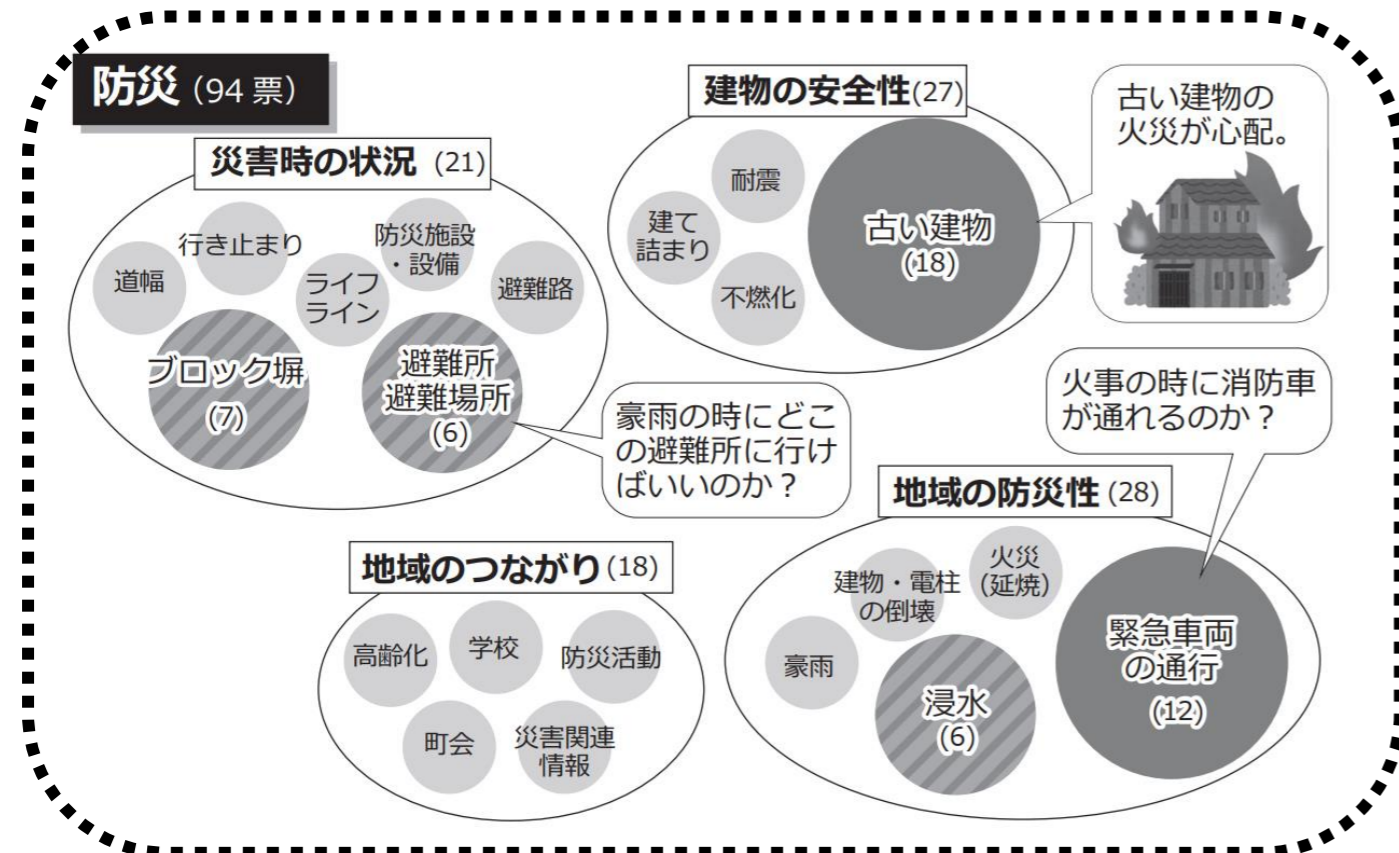 防災(94 票)
災害時の状況 (21)
道幅
行き止まり
ライフ
ライン
防災施設
・設備
避難路
ブロック塀
(7)
避難所
避難場所
(6)
豪雨の時にどこ
の避難所に行け
ばいいのか？
建物の安全性(27)
耐震
建て
詰まり
不燃化
古い建物
(18)
古い建物の
火災が心配。
地域のつながり(18)
高齢化
学校
防災活動
町会
災害関連
情報
地域の防災性(28)
豪雨
建物・電柱
の倒壊
火災
(延焼)
浸水
(6)
緊急車両
の通行
(12)
火事の時に消防車
が通れるのか？